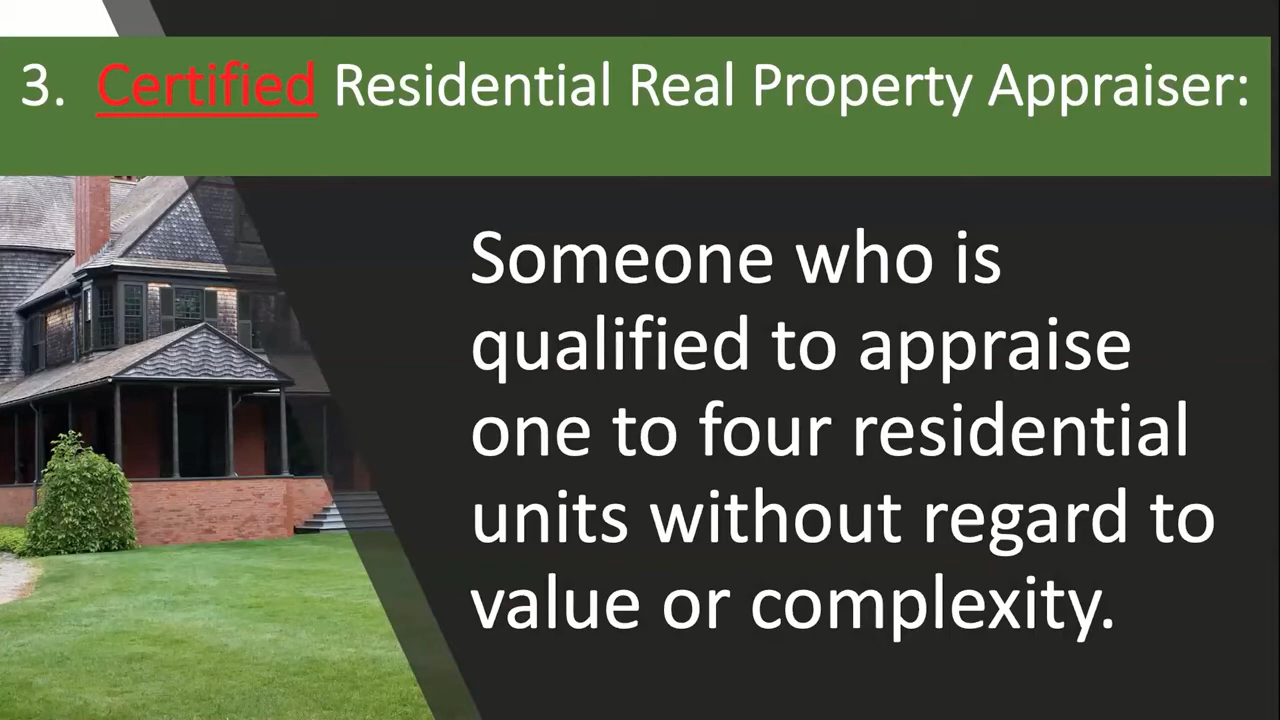 3. Certified Residential Real Property Appraiser:
Someone who is
qualified to appraise
one to four residential
units without regard to
value or complexity.